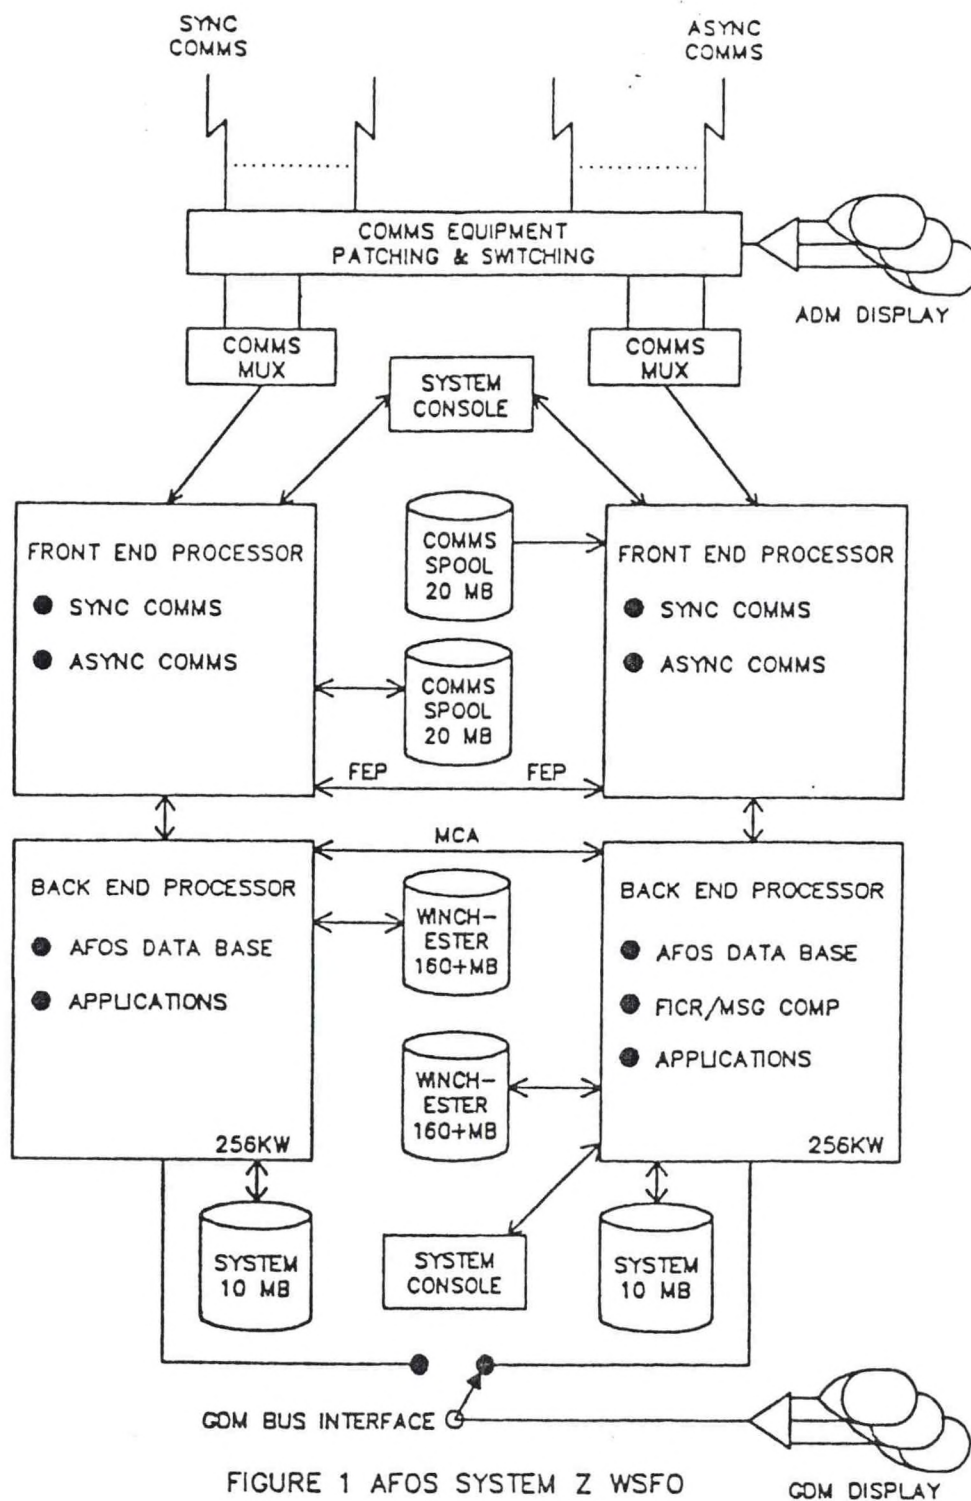 SYNC
COMMS
ASYNC
COMMS
COMMS EQUIPMENT
PATCHING & SWITCHING
ADM DISPLAY
COMMS
MUX
COMMS
MUX
SYSTEM
CONSOLE
FRONT END PROCESSOR
SYNC COMMS
ASYNC COMMS
COMMS
SPOOL
20 MB
FRONT END PROCESSOR
SYNC COMMS
ASYNC COMMS
COMMS
SPOOL
20 MB
FEP
FEP
MCA
BACK END PROCESSOR
AFOS DATA BASE
APPLICATIONS
256KW
WINCH-
ESTER
160+MB
WINCH-
ESTER
160+MB
BACK END PROCESSOR
AFOS DATA BASE
FICR/MSG COMP
APPLICATIONS
256KW
SYSTEM
10 MB
SYSTEM
CONSOLE
SYSTEM
10 MB
GDM BUS INTERFACE
GDM DISPLAY
FIGURE 1 AFOS SYSTEM Z WSFO